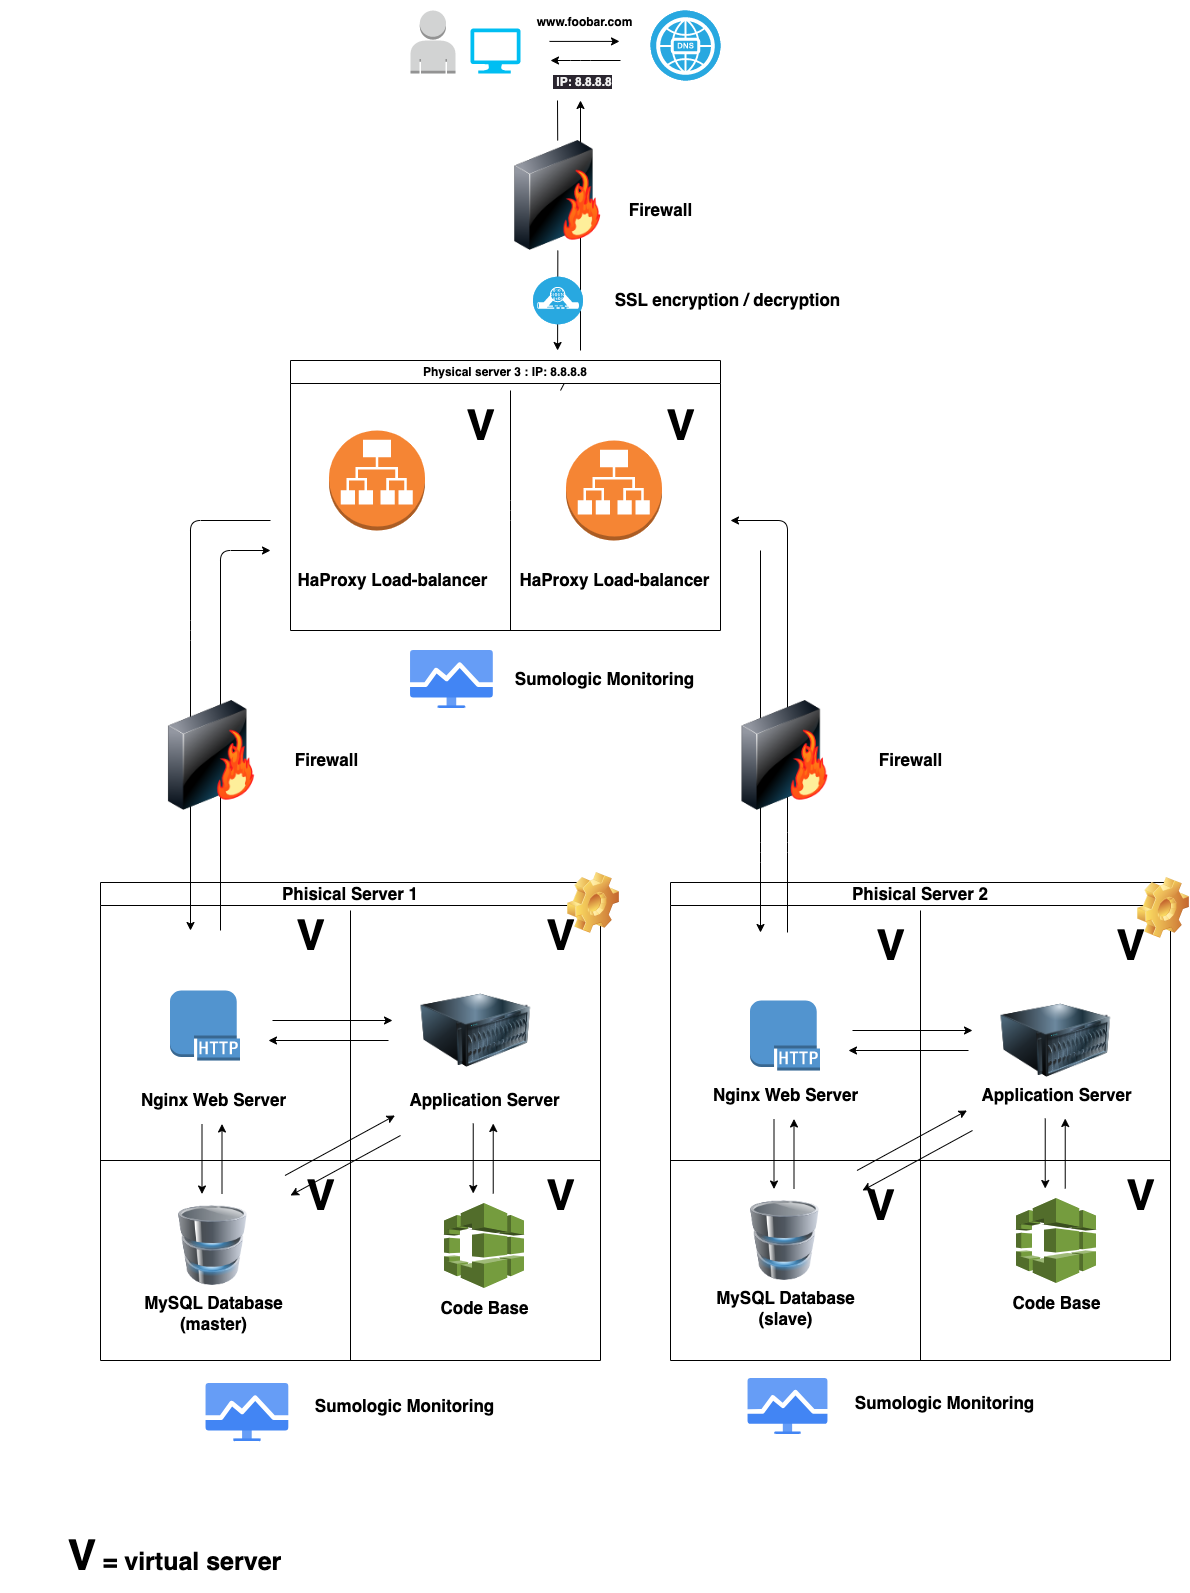 www.foobar.com
DNS
IP: 8.8.8.8
Firewall
SSL encryption / decryption
Physical server 3 : IP: 8.8.8.8
V
V
HaProxy Load-balancer
HaProxy Load-balancer
Sumologic Monitoring
Firewall
Firewall
Phisical Server 1
Phisical Server 2
V
V
V
V
HTTP
HTTP
Nginx Web Server
Application Server
Nginx Web Server
Application Server
V
V
V
V
MySQL Database
(master)
Code Base
MySQL Database
(slave)
Code Base
Sumologic Monitoring
Sumologic Monitoring
V = virtual server